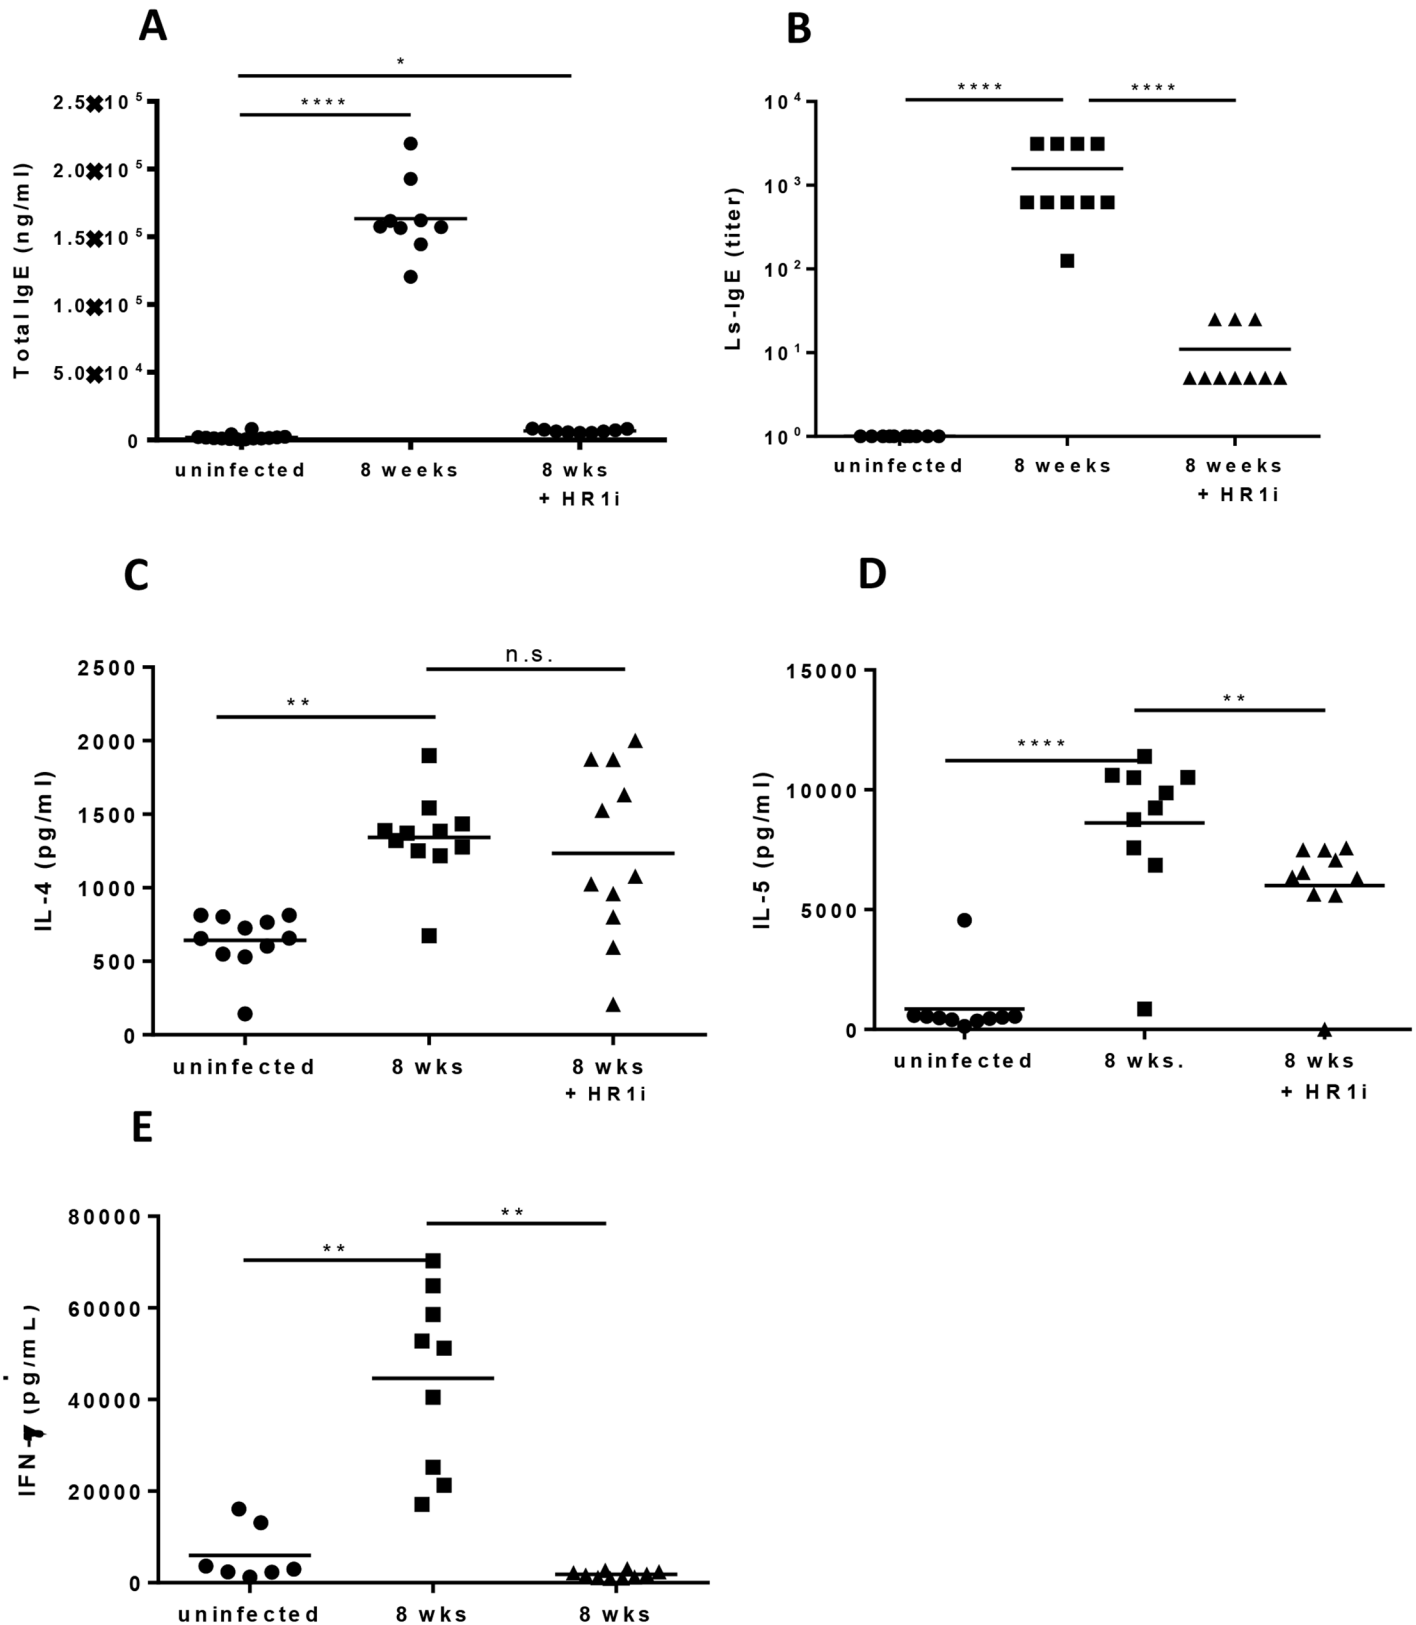 A
*
****
Total IgE (ng/ml)
2.5✖10⁵
2.0✖10⁵
1.5✖10⁵
1.0✖10⁵
5.0✖10⁴
0
uninfected
8 weeks
8 wks
+ HR1i
B
****
****
Ls-IgE (titer)
10⁴
10³
10²
10¹
10⁰
uninfected
8 weeks
8 weeks
+ HR1i
C
n.s.
**
IL-4 (pg/ml)
2500
2000
1500
1000
500
0
uninfected
8 wks
8 wks
+ HR1i
D
**
****
IL-5 (pg/ml)
15000
10000
5000
0
uninfected
8 wks.
8 wks
+ HR1i
E
**
**
IFN-γ (pg/mL)
80000
60000
40000
20000
0
uninfected
8 wks
8 wks